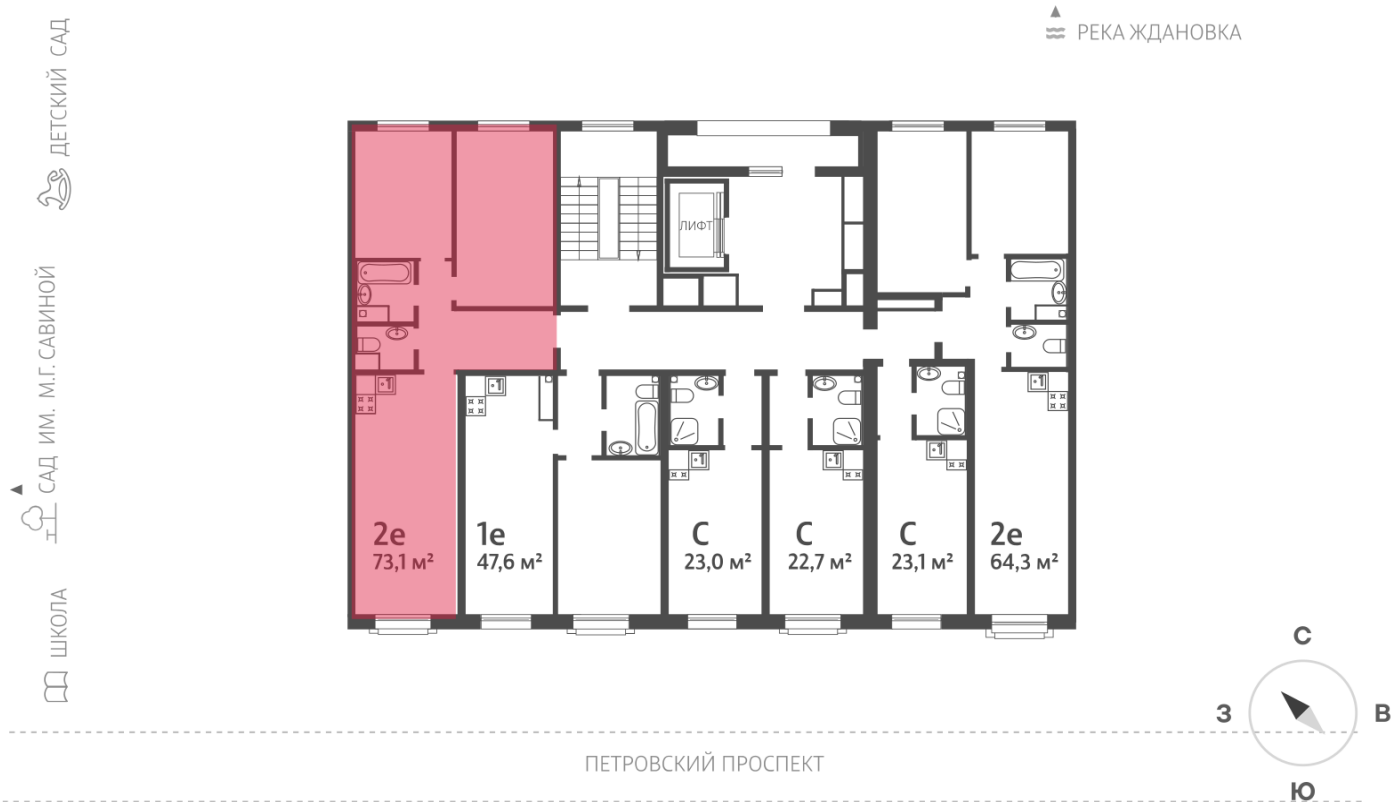 РЕКА ЖДАНОВКА
ДЕТСКИЙ САД
САД ИМ. М.Г. САВИНОЙ
ШКОЛА
ЛИФТ
2е
73,1 м²
1е
47,6 м²
С
23,0 м²
С
22,7 м²
С
23,1 м²
2е
64,3 м²
С
З
В
Ю
ПЕТРОВСКИЙ ПРОСПЕКТ